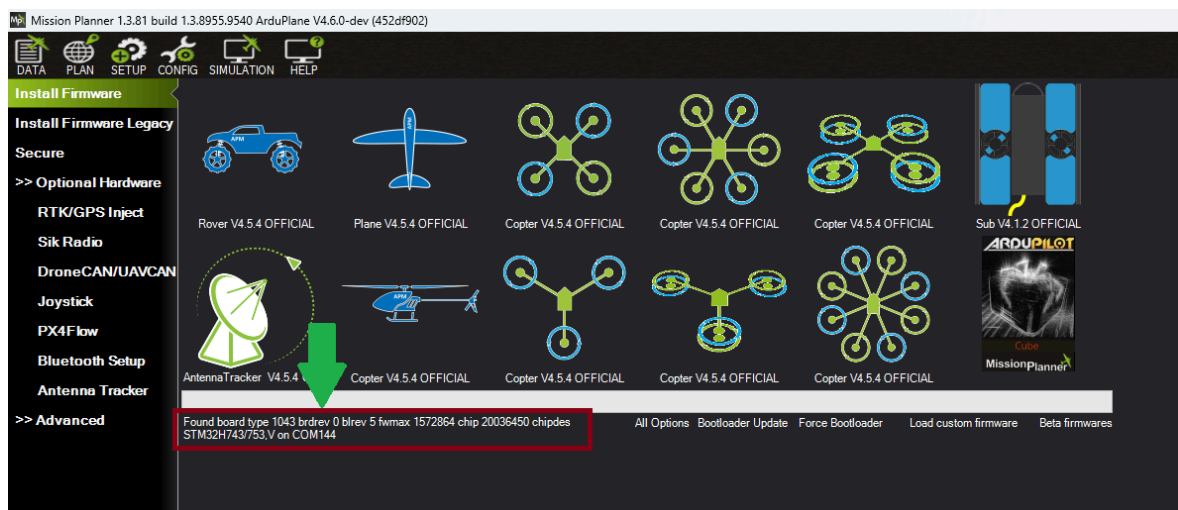 Mission Planner 1.3.81 build 1.3.8955.9540 ArduPlane V4.6.0-dev (452df902)
DATA PLAN SETUP CONFIG SIMULATION HELP
Install Firmware
Install Firmware Legacy
Secure
>> Optional Hardware
RTK/GPS Inject
Sik Radio
DroneCAN/UAVCAN
Joystick
PX4Flow
Bluetooth Setup
Antenna Tracker
>> Advanced
APM
APM
Rover V4.5.4 OFFICIAL
Plane V4.5.4 OFFICIAL
Copter V4.5.4 OFFICIAL
Copter V4.5.4 OFFICIAL
Copter V4.5.4 OFFICIAL
Sub V4.1.2 OFFICIAL
APM
ARDUPILOT
Cube
MissionPlanner
AntennaTracker V4.5.4
Copter V4.5.4 OFFICIAL
Copter V4.5.4 OFFICIAL
Copter V4.5.4 OFFICIAL
Copter V4.5.4 OFFICIAL
Found board type 1043 brdrev 0 blrev 5 fwmax 1572864 chip 20036450 chipdes
STM32H743/753,V on COM144
All Options Bootloader Update Force Bootloader Load custom firmware Beta firmwares